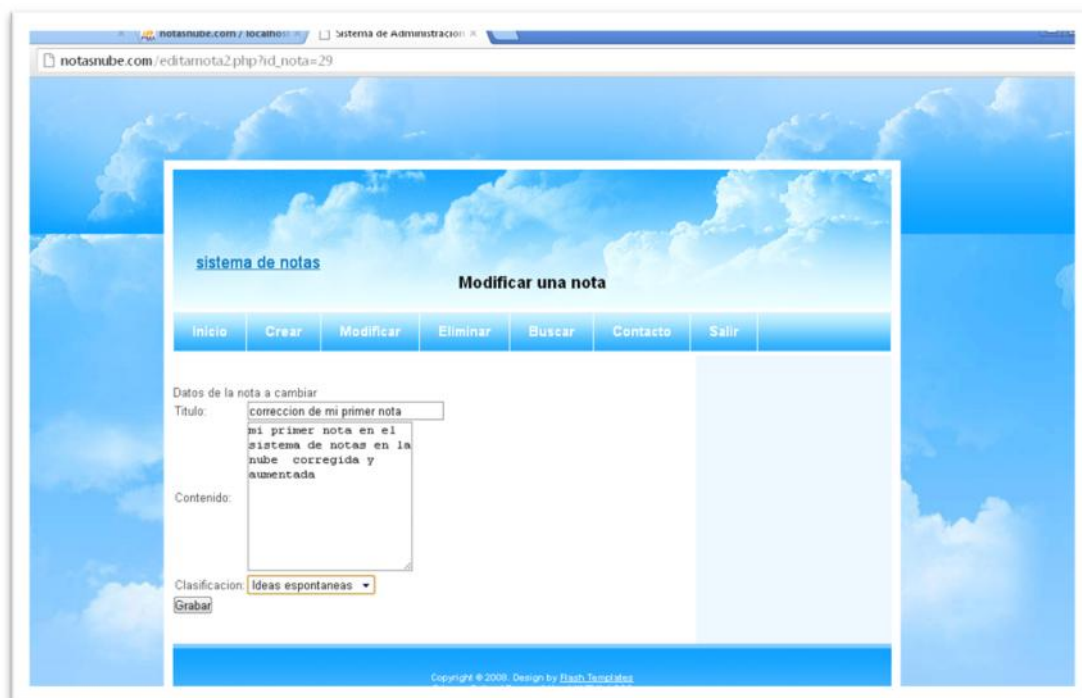 notasnube.com / localhost
Sistema de Administración
notasnube.com/editarnota2.php?id_nota=29
sistema de notas
Modificar una nota
Inicio Crear Modificar Eliminar Buscar Contacto Salir
Datos de la nota a cambiar
Titulo: correccion de mi primer nota
mi primer nota en el
sistema de notas en la
nube corregida y
aumentada
Contenido:
Clasificacion: Ideas espontaneas
Grabar
Copyright © 2008. Design by Flash Templates